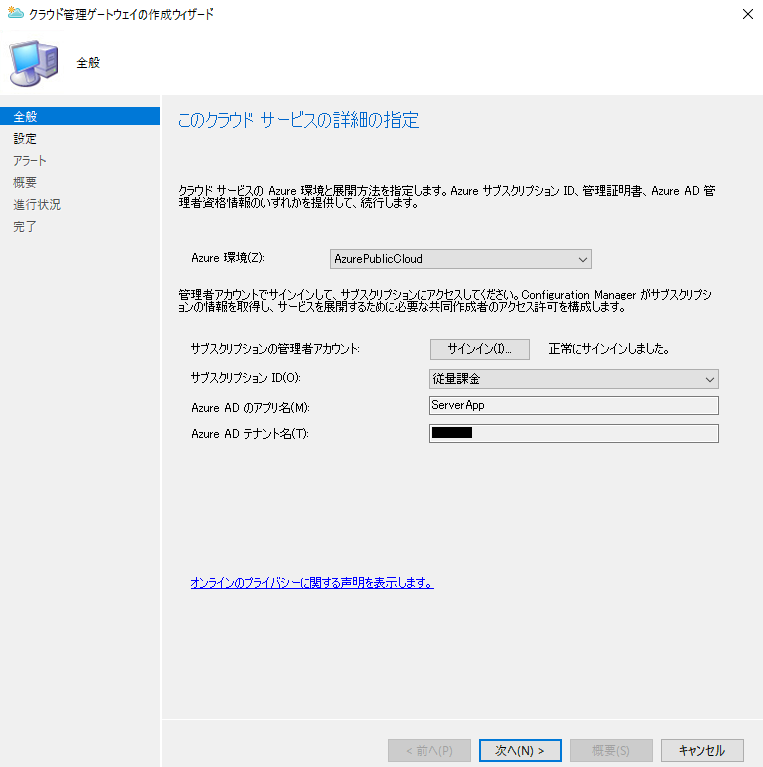 クラウド管理ゲートウェイの作成ウィザード
全般
全般
設定
アラート
概要
進行状況
完了
このクラウド サービスの詳細の指定
クラウド サービスの Azure 環境と展開方法を指定します。Azure サブスクリプション ID、管理証明書、Azure AD 管
理者資格情報のいずれかを提供して、続行します。
Azure 環境(Z):
AzurePublicCloud
管理者アカウントでサインインして、サブスクリプションにアクセスしてください。Configuration Manager がサブスクリプシ
ョンの情報を取得し、サービスを展開するために必要な共同作成者のアクセス許可を構成します。
サブスクリプションの管理者アカウント:
サインイン(I)...
正常にサインインしました。
サブスクリプション ID(O):
従量課金
Azure AD のアプリ名(M):
ServerApp
Azure AD テナント名(T):
オンラインのプライバシーに関する声明を表示します。
< 前へ(P)
次へ(N) >
概要(S)
キャンセル